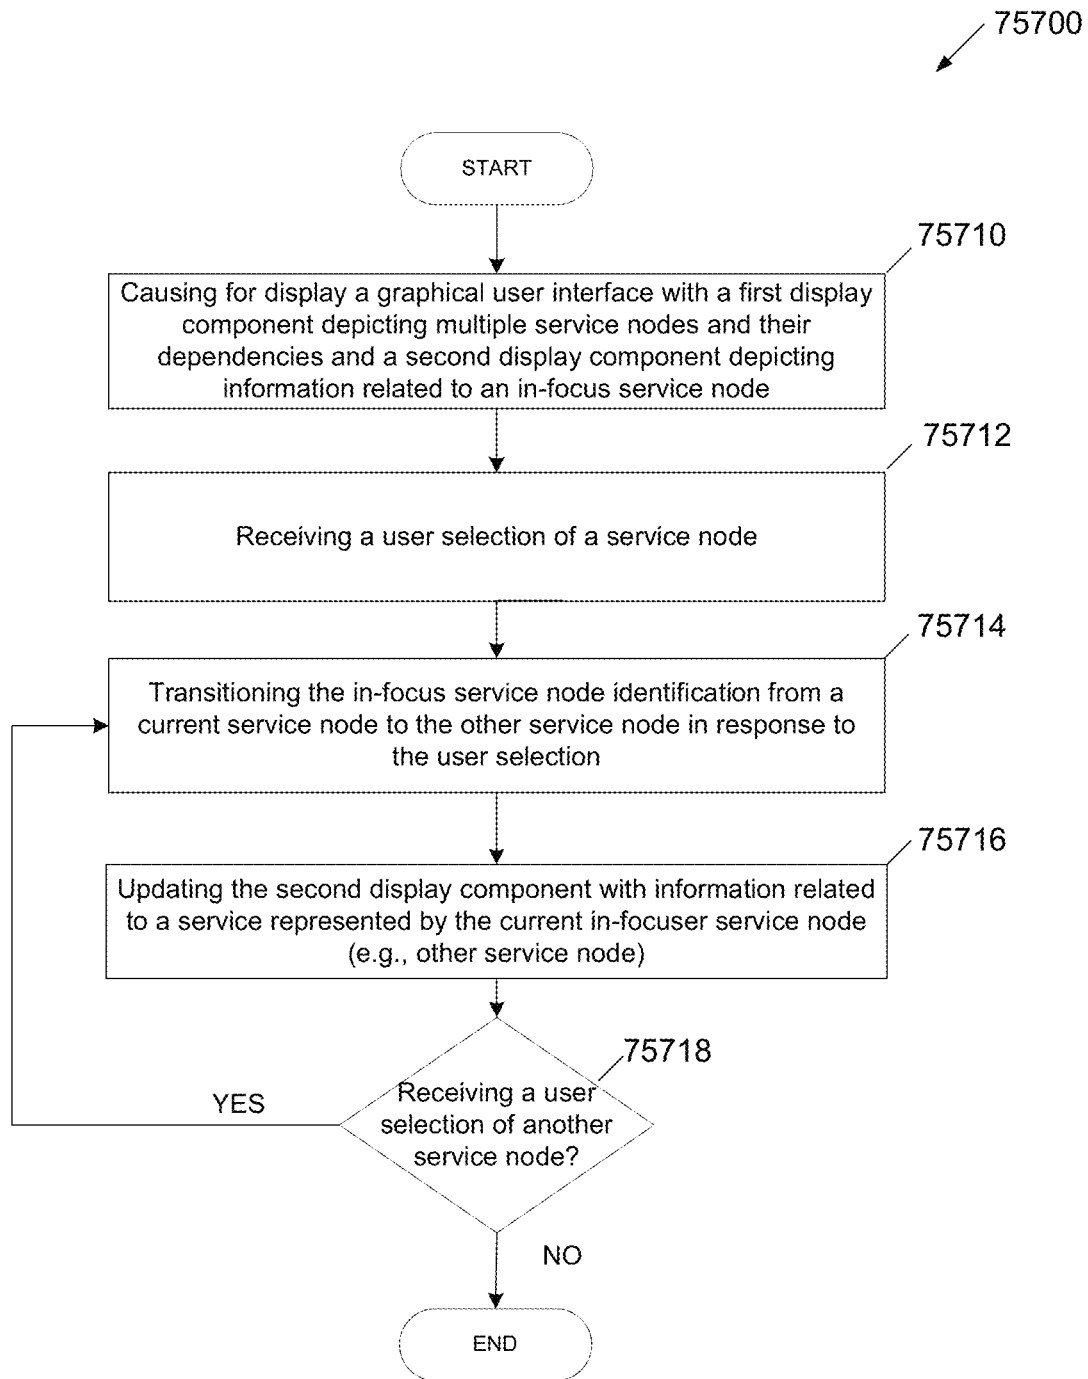 75700
START
75710
Causing for display a graphical user interface with a first display
component depicting multiple service nodes and their
dependencies and a second display component depicting
information related to an in-focus service node
75712
Receiving a user selection of a service node
75714
Transitioning the in-focus service node identification from a
current service node to the other service node in response to
the user selection
75716
Updating the second display component with information related
to a service represented by the current in-focuser service node
(e.g., other service node)
75718
Receiving a user
selection of another
service node?
YES
NO
END